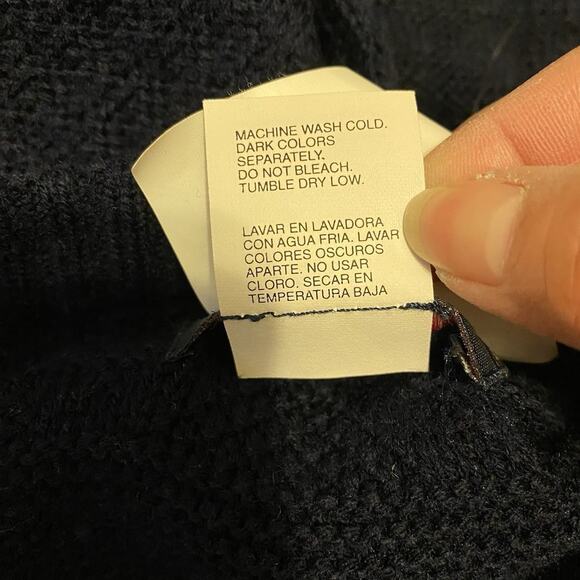 MACHINE WASH COLD.
DARK COLORS
SEPARATELY.
DO NOT BLEACH.
TUMBLE DRY LOW.
LAVAR EN LAVADORA
CON AGUA FRIA. LAVAR
COLORES OSCUROS
APARTE. NO USAR
CLORO. SECAR EN
TEMPERATURA BAJA